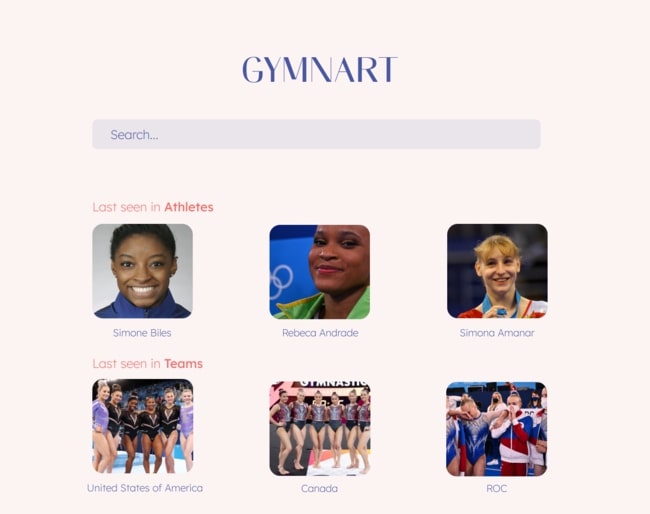 GYMNART
Search...
Last seen in Athletes
Simone Biles
Rebeca Andrade
Simona Amanar
Last seen in Teams
GYMNASTIC
United States of America
Canada
ROC